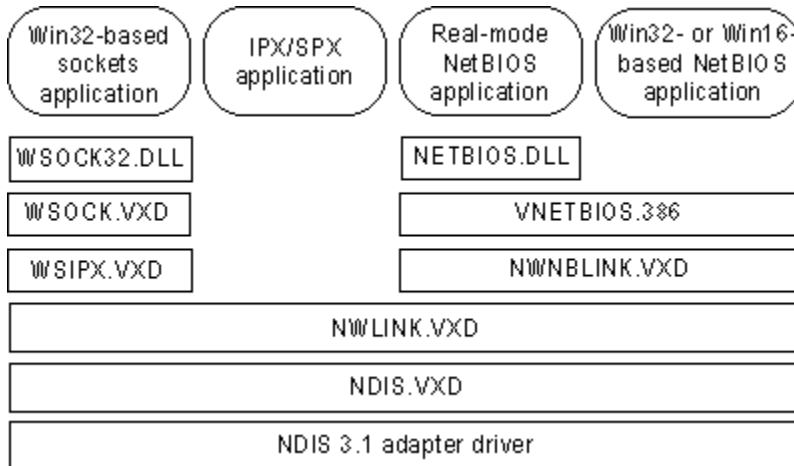 Win32-based
sockets
application
IPX/SPX
application
Real-mode
NetBIOS
application
Win32- or Win16-
based NetBIOS
application
WSOCK32.DLL
NETBIOS.DLL
WSOCK.VXD
VNETBIOS.386
WSIPX.VXD
NWNBLINK.VXD
NWLINK.VXD
NDIS.VXD
NDIS 3.1 adapter driver